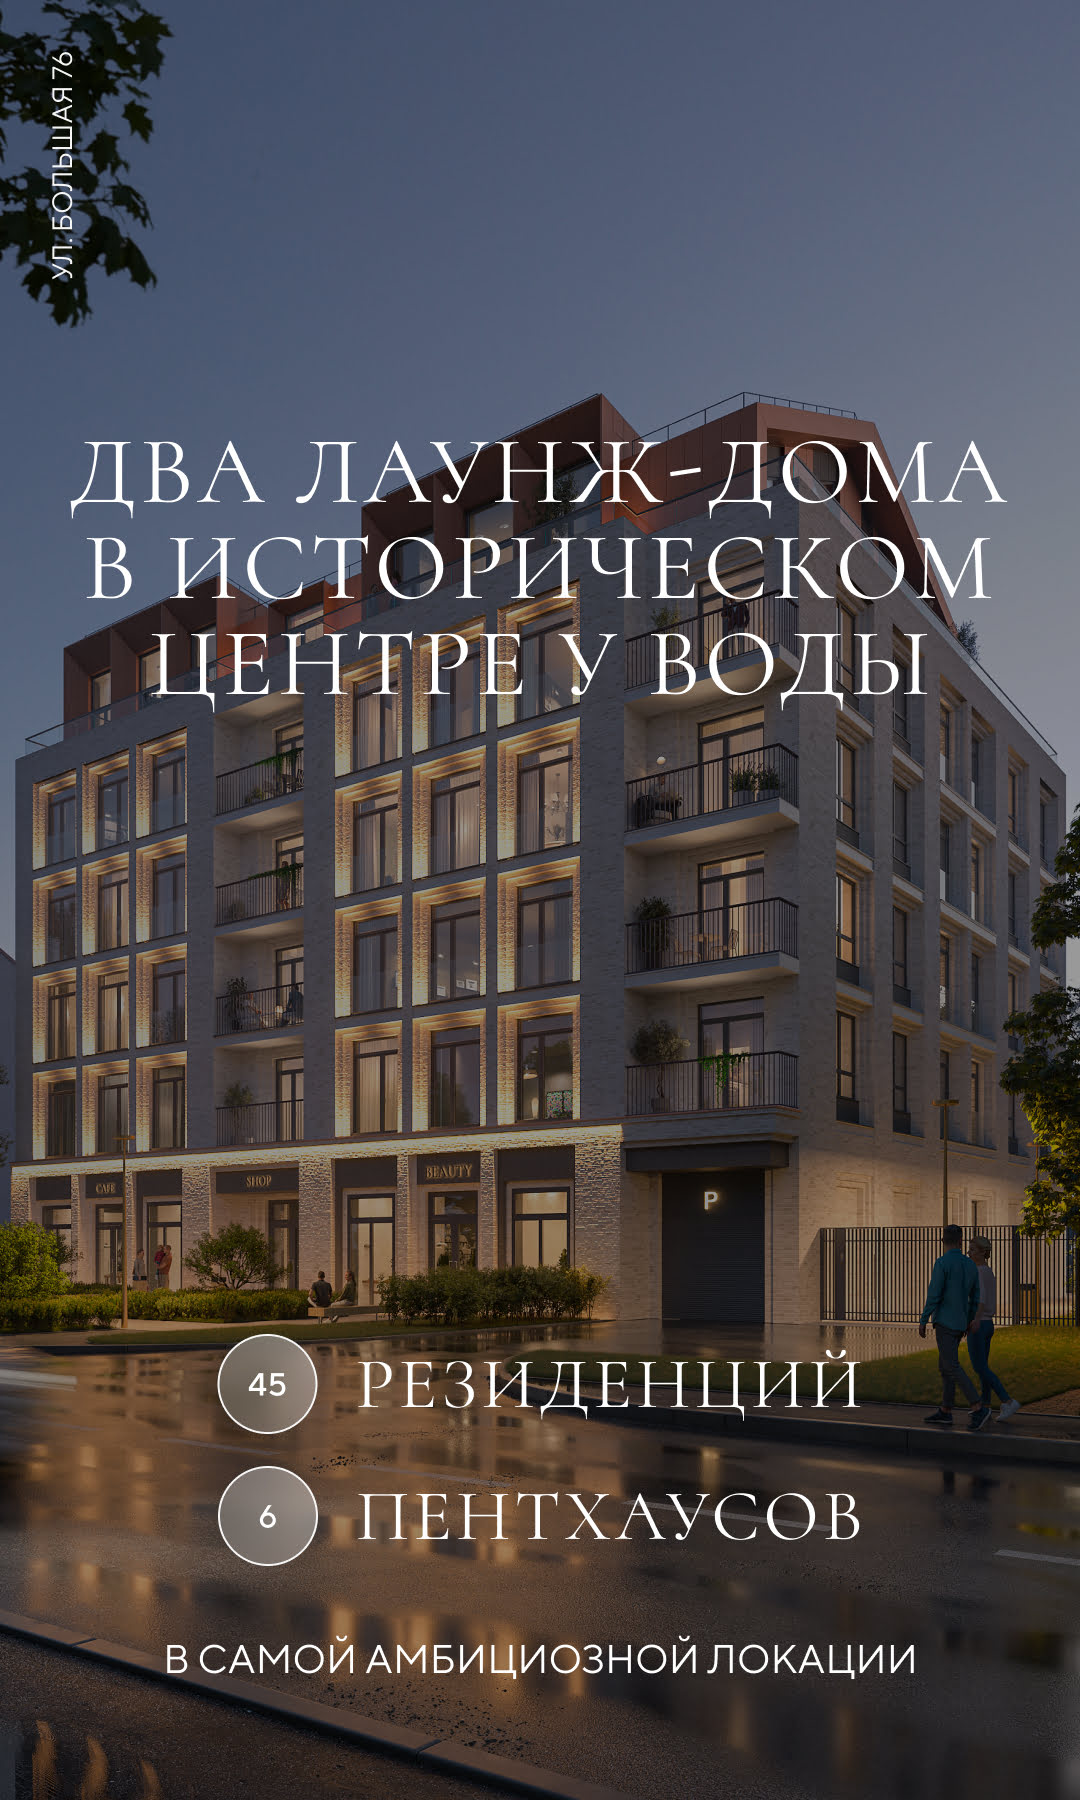 УЛ. БОЛЬШАЯ 76
ДВА ЛАУНЖ-ДОМА
В ИСТОРИЧЕСКОМ
ЦЕНТРЕ У ВОДЫ
CAFE
SHOP
BEAUTY
P
45 РЕЗИДЕНЦИЙ
6 ПЕНТХАУСОВ
В САМОЙ АМБИЦИОЗНОЙ ЛОКАЦИИ